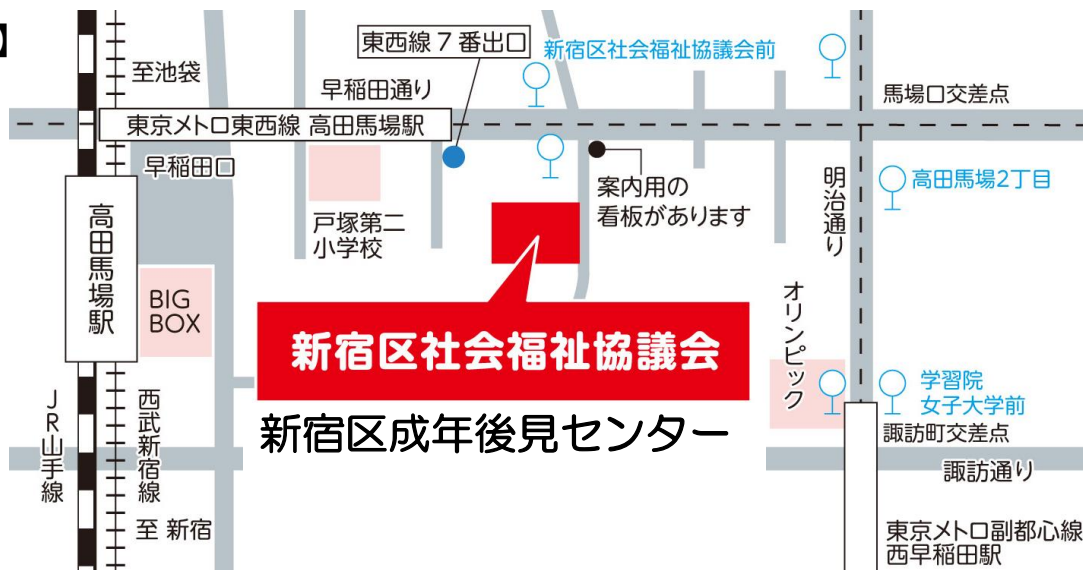 】
東西線7番出口
新宿区社会福祉協議会前
至池袋
早稲田通り
馬場口交差点
東京メトロ東西線 高田馬場駅
早稲田口
案内用の
看板があります
明治通り
高田馬場2丁目
戸塚第二
小学校
高田馬場駅
BIG
BOX
オリンピック
新宿区社会福祉協議会
学習院
女子大学前
新宿区成年後見センター
諏訪町交差点
JR山手線
西武新宿線
諏訪通り
至 新宿
東京メトロ副都心線
西早稲田駅